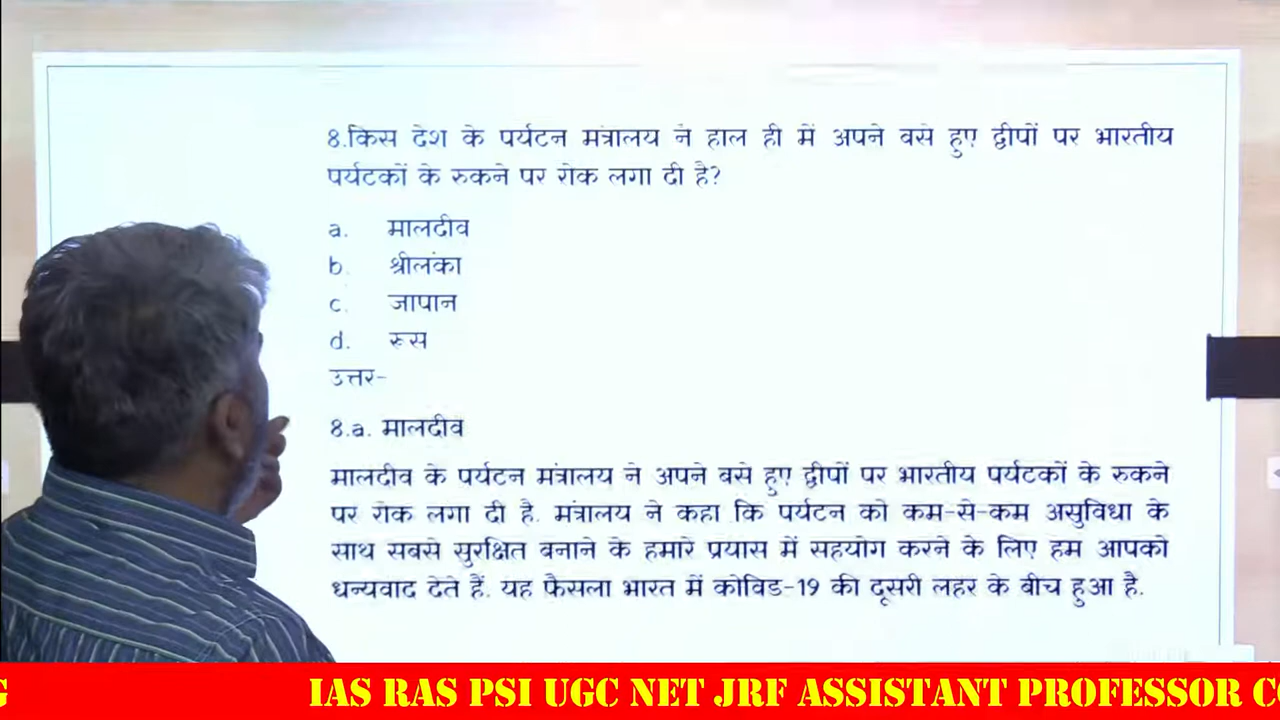 8.किस देश के पर्यटन मंत्रालय ने हाल ही में अपने बसे हुए द्वीपों पर भारतीय
पर्यटकों के रुकने पर रोक लगा दी है?
a. मालदीव
b. श्रीलंका
c. जापान
d. रूस
उत्तर-
8.a. मालदीव
मालदीव के पर्यटन मंत्रालय ने अपने बसे हुए द्वीपों पर भारतीय पर्यटकों के रुकने
पर रोक लगा दी है. मंत्रालय ने कहा कि पर्यटन को कम-से-कम असुविधा के
साथ सबसे सुरक्षित बनाने के हमारे प्रयास में सहयोग करने के लिए हम आपको
धन्यवाद देते हैं. यह फैसला भारत में कोविड-19 की दूसरी लहर के बीच हुआ है.
G IAS RAS PSI UGC NET JRF ASSISTANT PROFESSOR CO